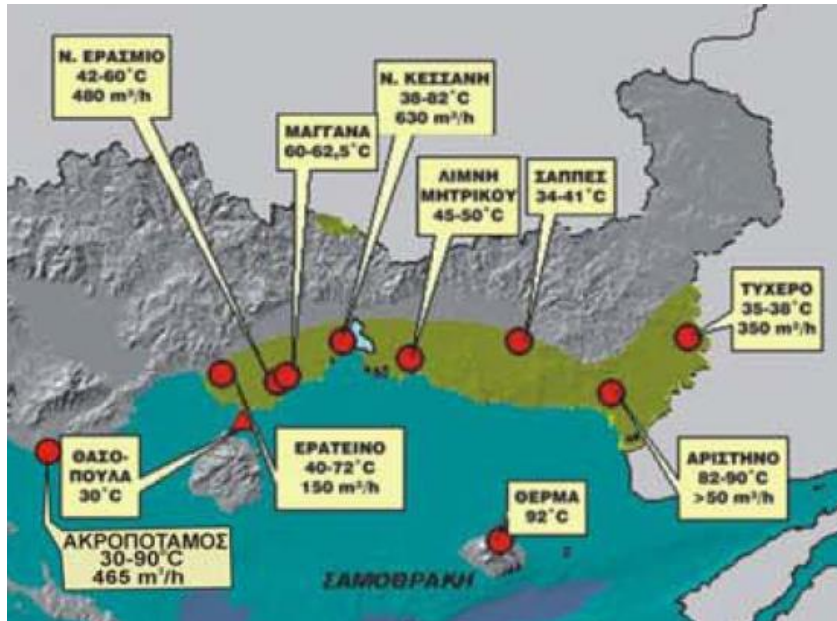 Ν. ΕΡΑΣΜΙΟ
42-60°C
480 m³/h
Ν. ΚΕΣΣΑΝΗ
38-82°C
630 m³/h
ΜΑΓΓΑΝΑ
60-62,5°C
ΛΙΜΝΗ
ΜΗΤΡΙΚΟΥ
45-50°C
ΣΑΠΠΕΣ
34-41°C
ΤΥΧΕΡΟ
35-38°C
350 m³/h
ΘΑΣΟ-
ΠΟΥΛΑ
30°C
ΕΡΑΤΕΙΝΟ
40-72°C
150 m³/h
ΑΡΙΣΤΗΝΟ
82-90°C
>50 m³/h
ΘΕΡΜΑ
92°C
ΑΚΡΟΠΟΤΑΜΟΣ
30-90°C
465 m³/h
ΣΑΜΟΘΡΑΚΗ